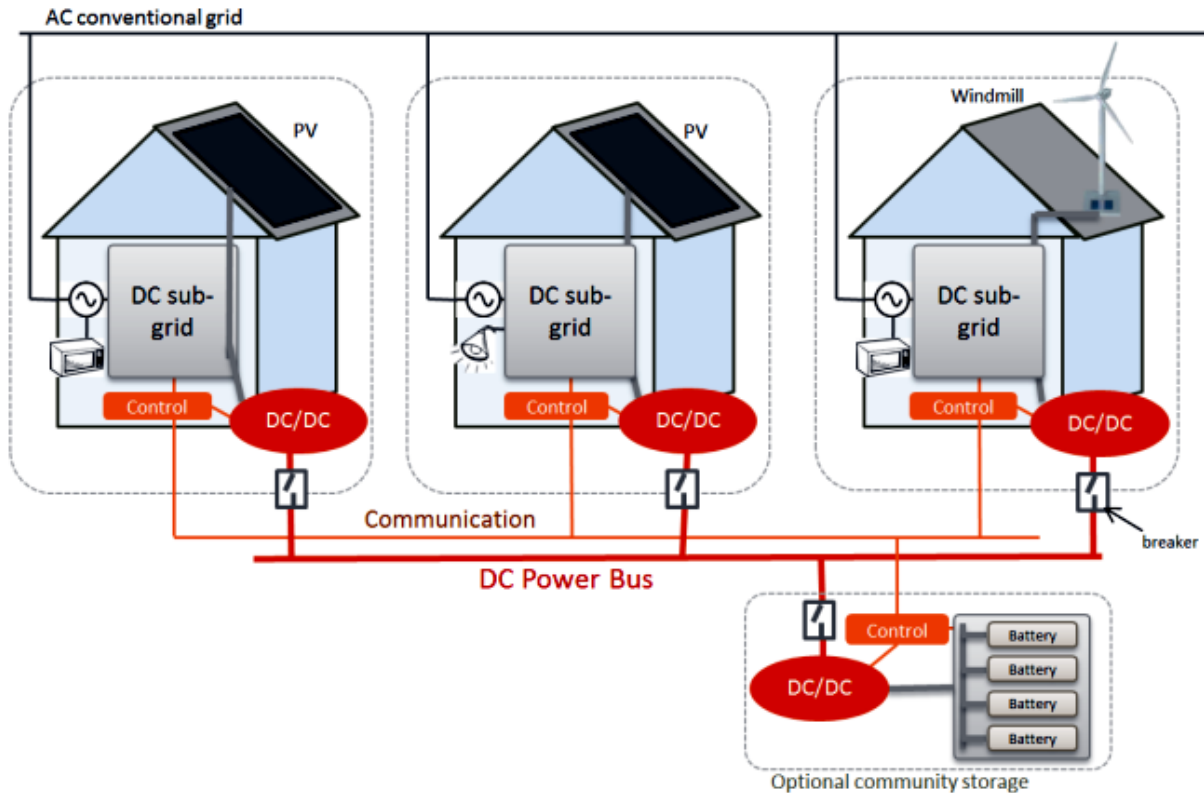 AC conventional grid
PV
PV
Windmill
DC sub-
grid
DC sub-
grid
DC sub-
grid
Control
DC/DC
Control
DC/DC
Control
DC/DC
Communication
breaker
DC Power Bus
Control
DC/DC
Battery
Battery
Battery
Battery
Optional community storage